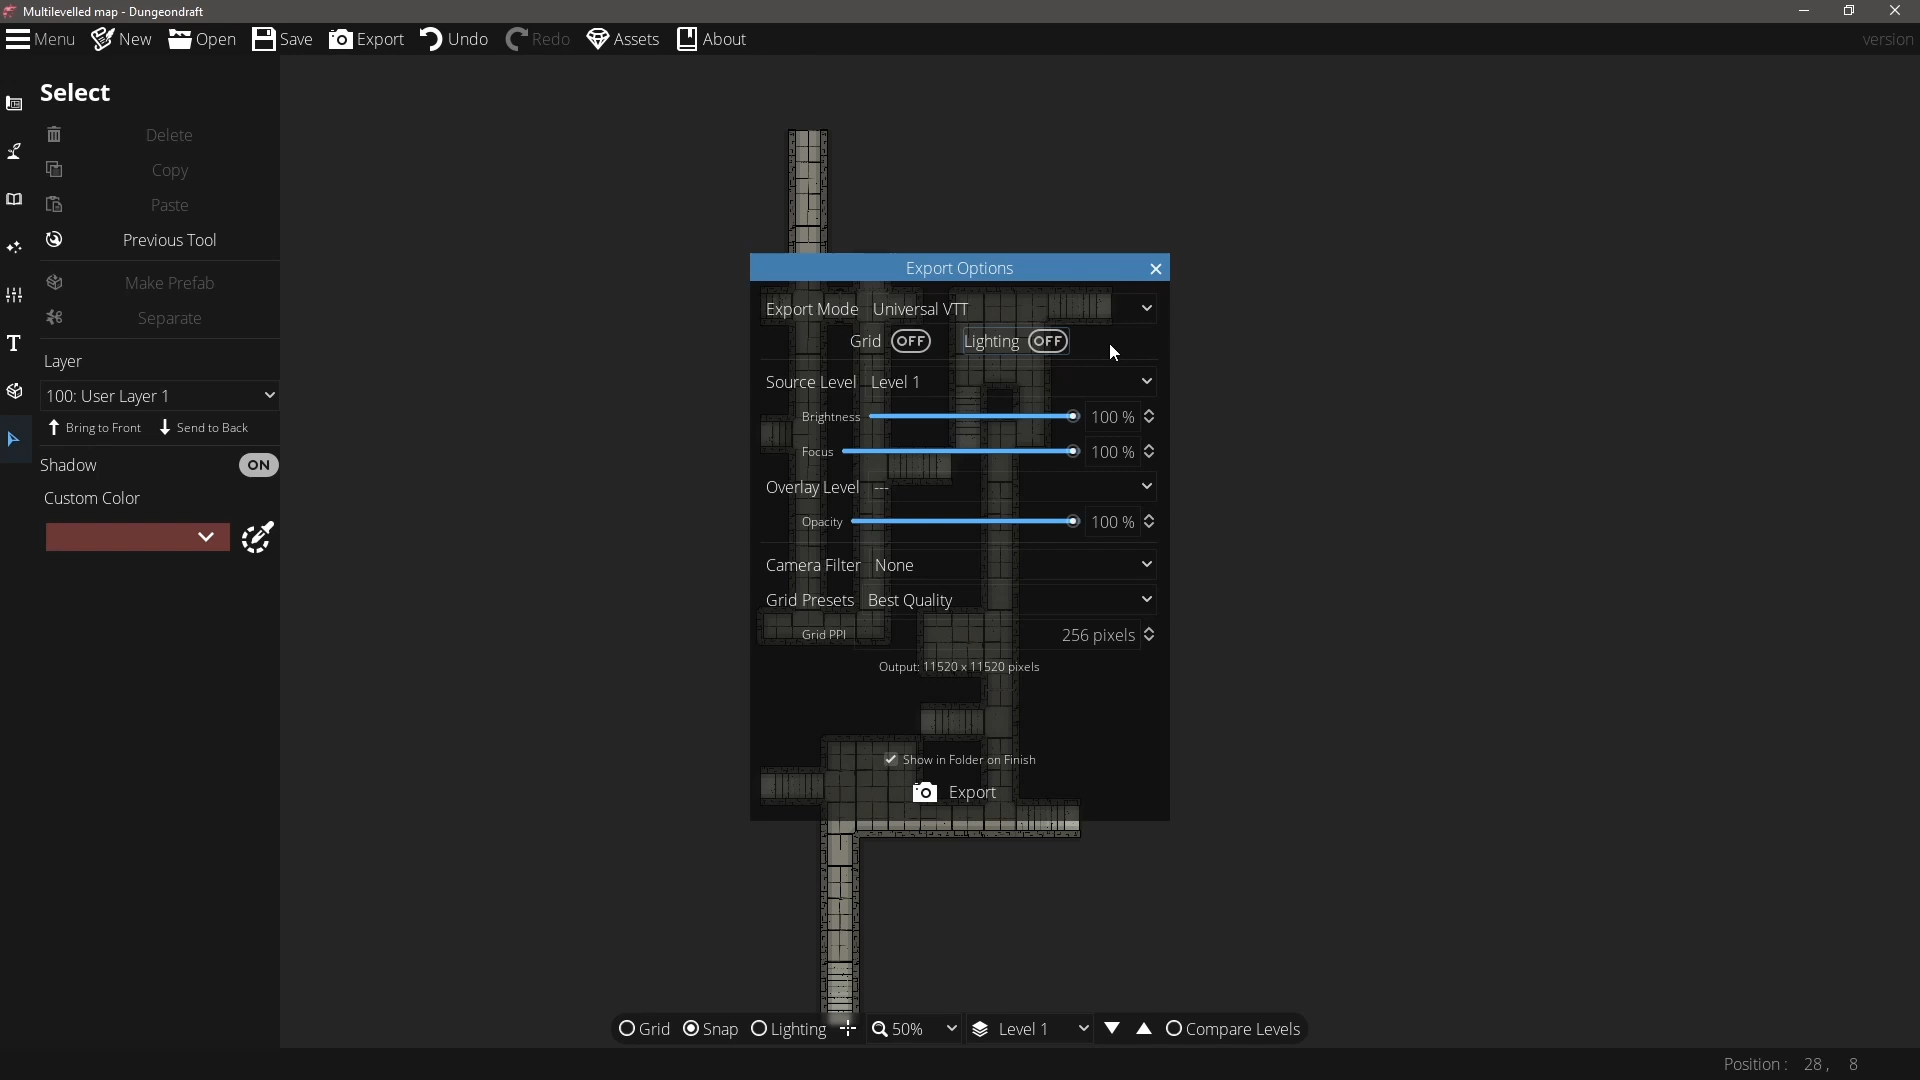 Multilevelled map - Dungeondraft
Menu New Open Save Export Undo Redo Assets About version
Select
Delete
Copy
Paste
Previous Tool
Make Prefab
Separate
Layer
100: User Layer 1
Bring to Front Send to Back
Shadow ON
Custom Color
Export Options
Export Mode Universal VTT
Grid OFF Lighting OFF
Source Level Level 1
Brightness 100 %
Focus 100 %
Overlay Level ---
Opacity 100 %
Camera Filter None
Grid Presets Best Quality
Grid PPI 256 pixels
Output: 11520 x 11520 pixels
Show in Folder on Finish
Export
Grid Snap Lighting 50% Level 1 Compare Levels
Position : 28, 8